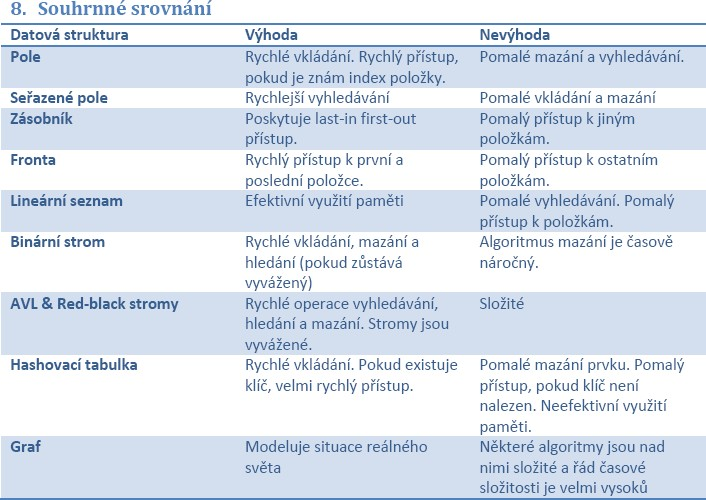 8. Souhrnné srovnání
Datová struktura Výhoda Nevýhoda
Pole Rychlé vkládání. Rychlý přístup, Pomalé mazání a vyhledávání.
pokud je znám index položky.
Seřazené pole Rychlejší vyhledávání Pomalé vkládání a mazání
Zásobník Poskytuje last-in first-out Pomalý přístup k jiným
přístup. položkám.
Fronta Rychlý přístup k první a Pomalý přístup k ostatním
poslední položce. položkám.
Lineární seznam Efektivní využití paměti Pomalé vyhledávání. Pomalý
přístup k položkám.
Binární strom Rychlé vkládání, mazání a Algoritmus mazání je časově
hledání (pokud zůstává náročný.
vyvážený)
AVL & Red-black stromy Rychlé operace vyhledávání, Složité
hledání a mazání. Stromy jsou
vyvážené.
Hashovací tabulka Rychlé vkládání. Pokud existuje Pomalé mazání prvku. Pomalý
klíč, velmi rychlý přístup. přístup, pokud klíč není
nalezen. Neefektivní využití
paměti.
Graf Modeluje situace reálného Některé algoritmy jsou nad
světa nimi složité a řád časové
složitosti je velmi vysoků